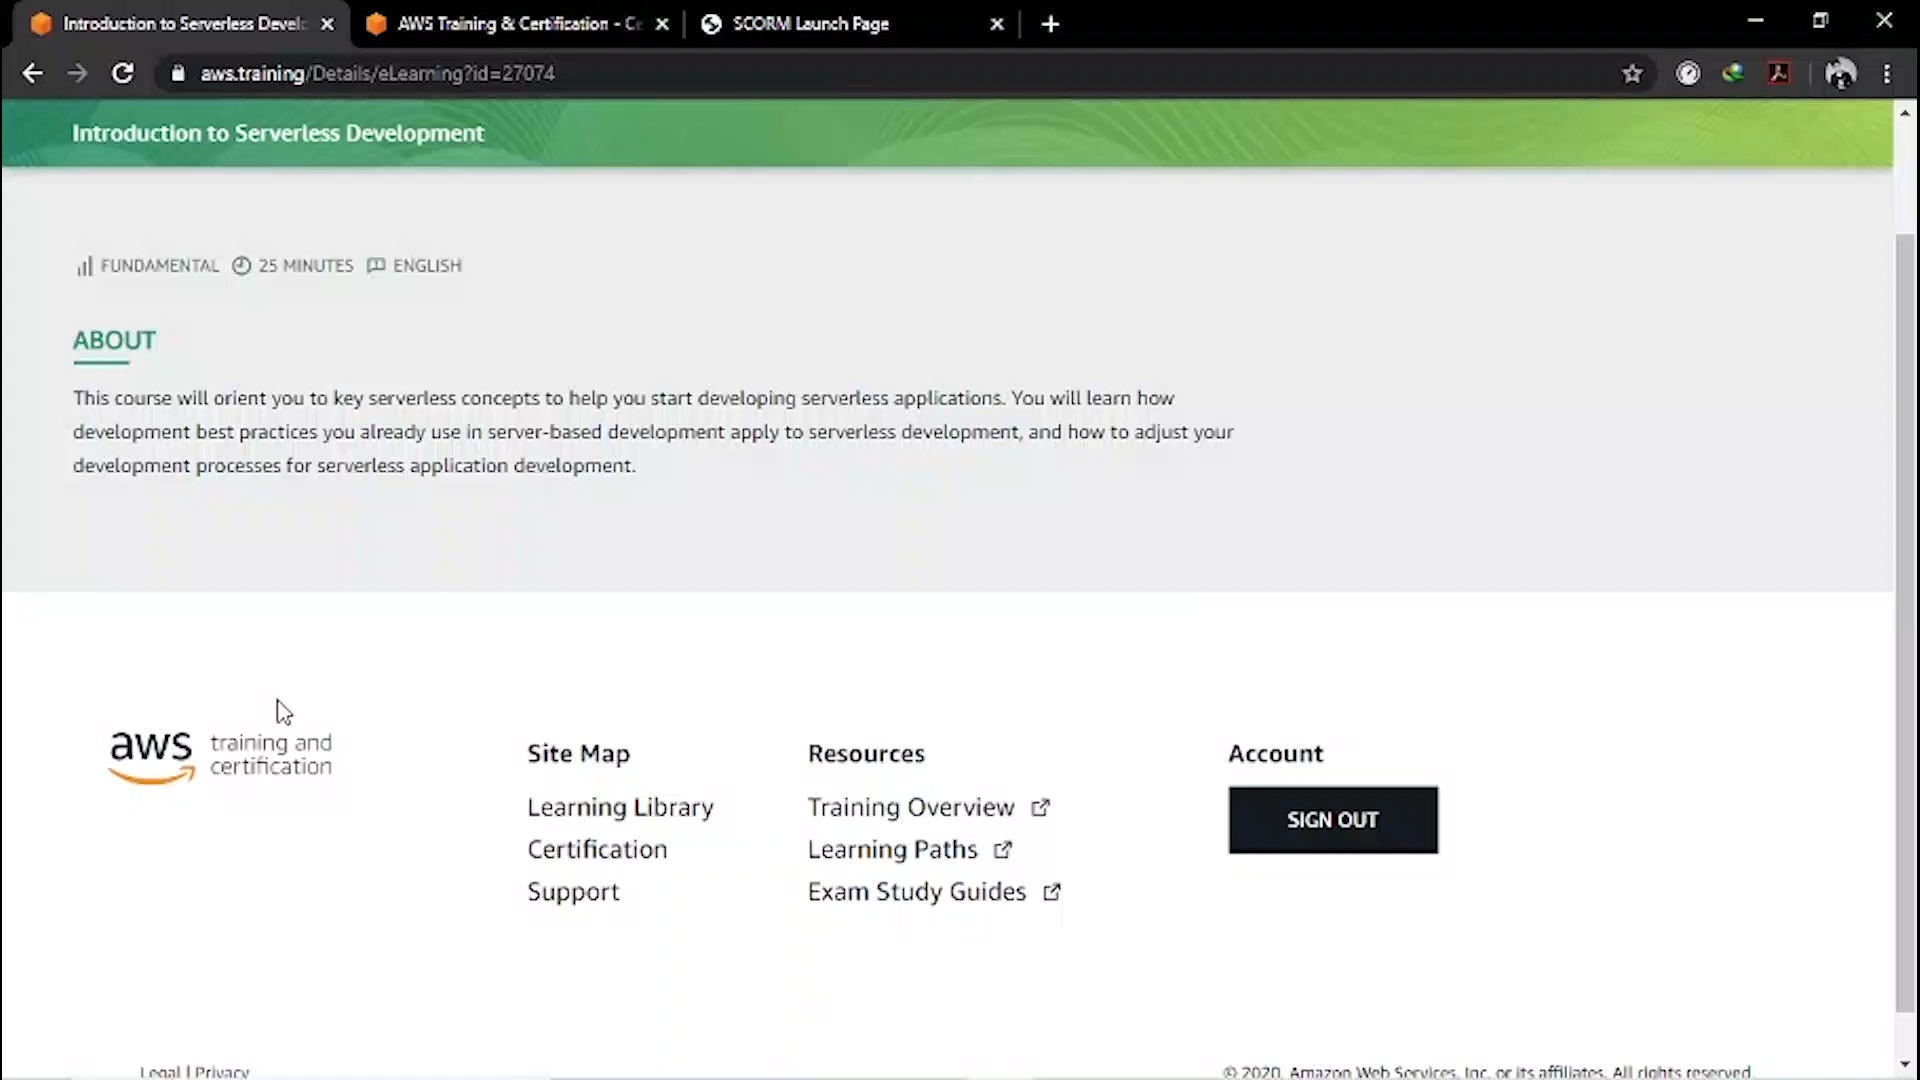 Introduction to Serverless Devel
AWS Training & Certification - Ce
SCORM Launch Page
aws.training/Details/eLearning?id=27074
Introduction to Serverless Development
FUNDAMENTAL 25 MINUTES ENGLISH
ABOUT
This course will orient you to key serverless concepts to help you start developing serverless applications. You will learn how
development best practices you already use in server-based development apply to serverless development, and how to adjust your
development processes for serverless application development.
aws training and certification
Site Map
Learning Library
Certification
Support
Resources
Training Overview
Learning Paths
Exam Study Guides
Account
SIGN OUT
Legal | Privacy
© 2020, Amazon Web Services, Inc. or its affiliates. All rights reserved.